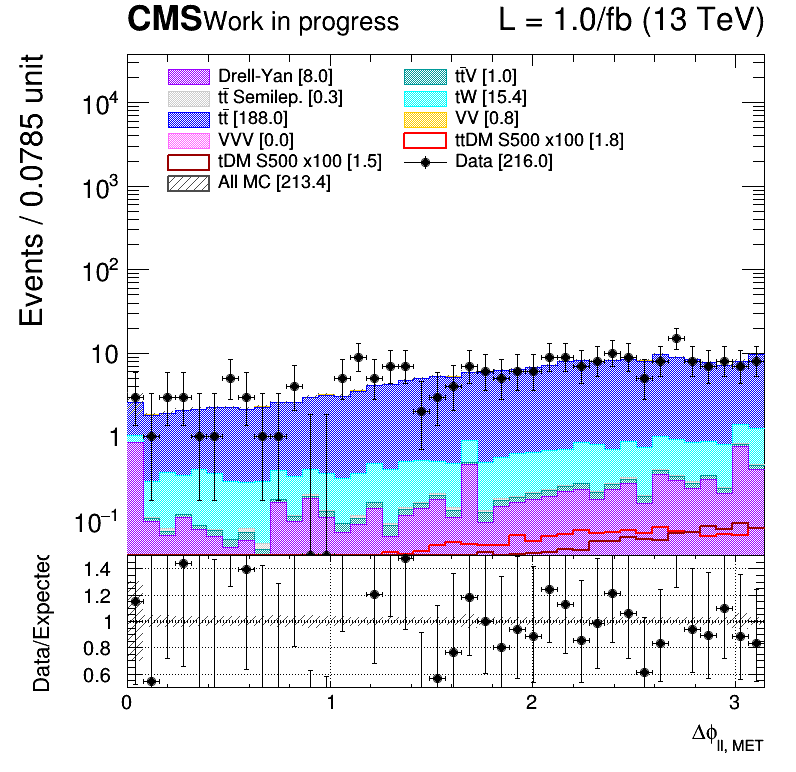 CMS Work in progress L = 1.0/fb (13 TeV)
Drell-Yan [8.0] tt̄V [1.0]
tt̄ Semilep. [0.3] tW [15.4]
tt̄ [188.0] VV [0.8]
VVV [0.0] ttDM S500 x100 [1.8]
tDM S500 x100 [1.5] Data [216.0]
All MC [213.4]
Events / 0.0785 unit
10⁴
10³
10²
10
1
10⁻¹
Data/Expected
1.4
1.2
1
0.8
0.6
0 1 2 3
Δϕ_ll, MET